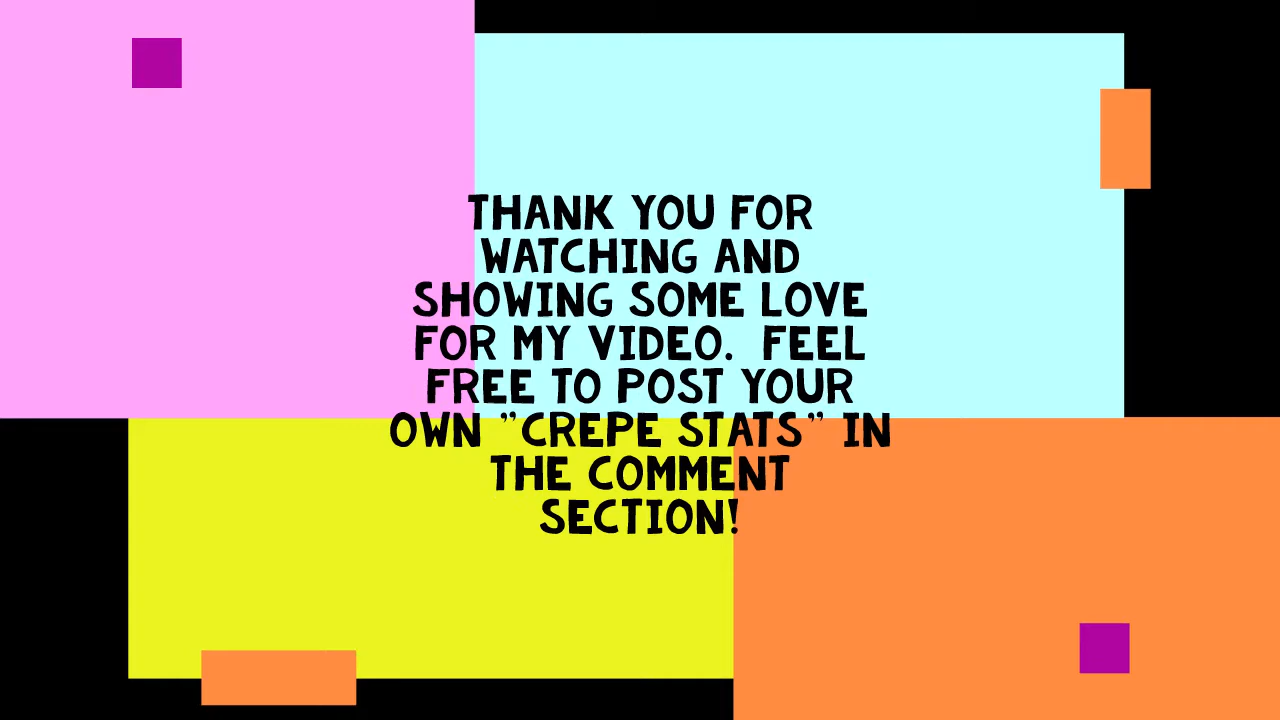 THANK YOU FOR
WATCHING AND
SHOWING SOME LOVE
FOR MY VIDEO.  FEEL
FREE TO POST YOUR
OWN "CREPE STATS" IN
THE COMMENT
SECTION!